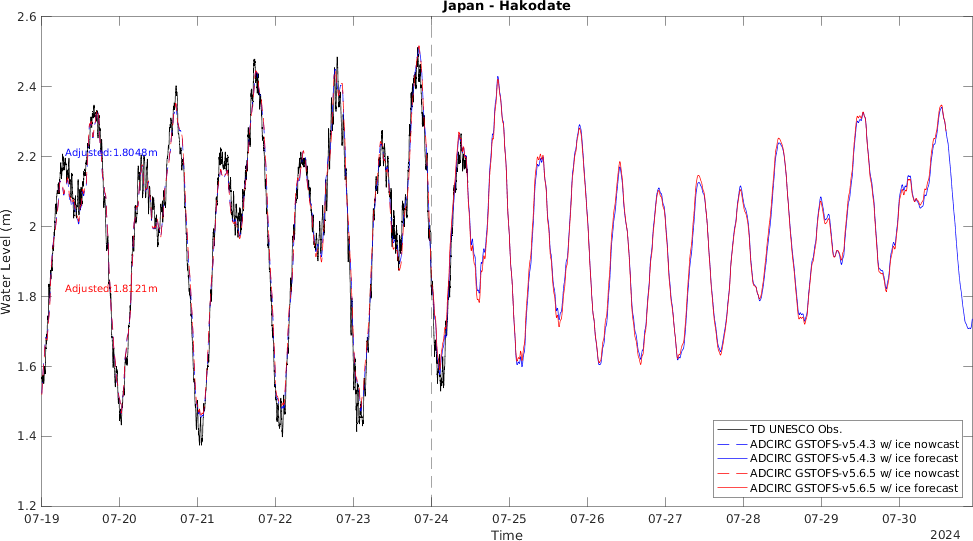 Japan - Hakodate
2.6
2.4
2.2
2
1.8
1.6
1.4
1.2
Water Level (m)
Adjusted:1.8048m
Adjusted:1.8121m
TD UNESCO Obs.
ADCIRC GSTOFS-v5.4.3 w/ ice nowcast
ADCIRC GSTOFS-v5.4.3 w/ ice forecast
ADCIRC GSTOFS-v5.6.5 w/ ice nowcast
ADCIRC GSTOFS-v5.6.5 w/ ice forecast
07-19 07-20 07-21 07-22 07-23 07-24 07-25 07-26 07-27 07-28 07-29 07-30
Time
2024